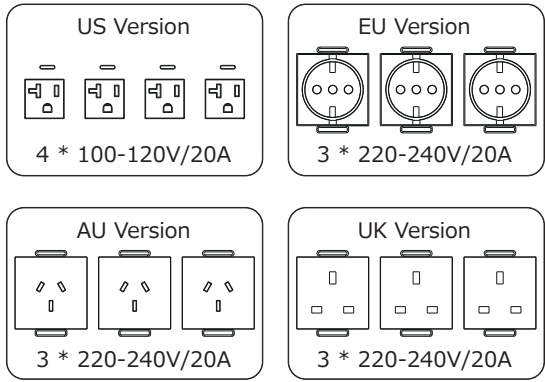 US Version
4 * 100-120V/20A
EU Version
3 * 220-240V/20A
AU Version
3 * 220-240V/20A
UK Version
3 * 220-240V/20A